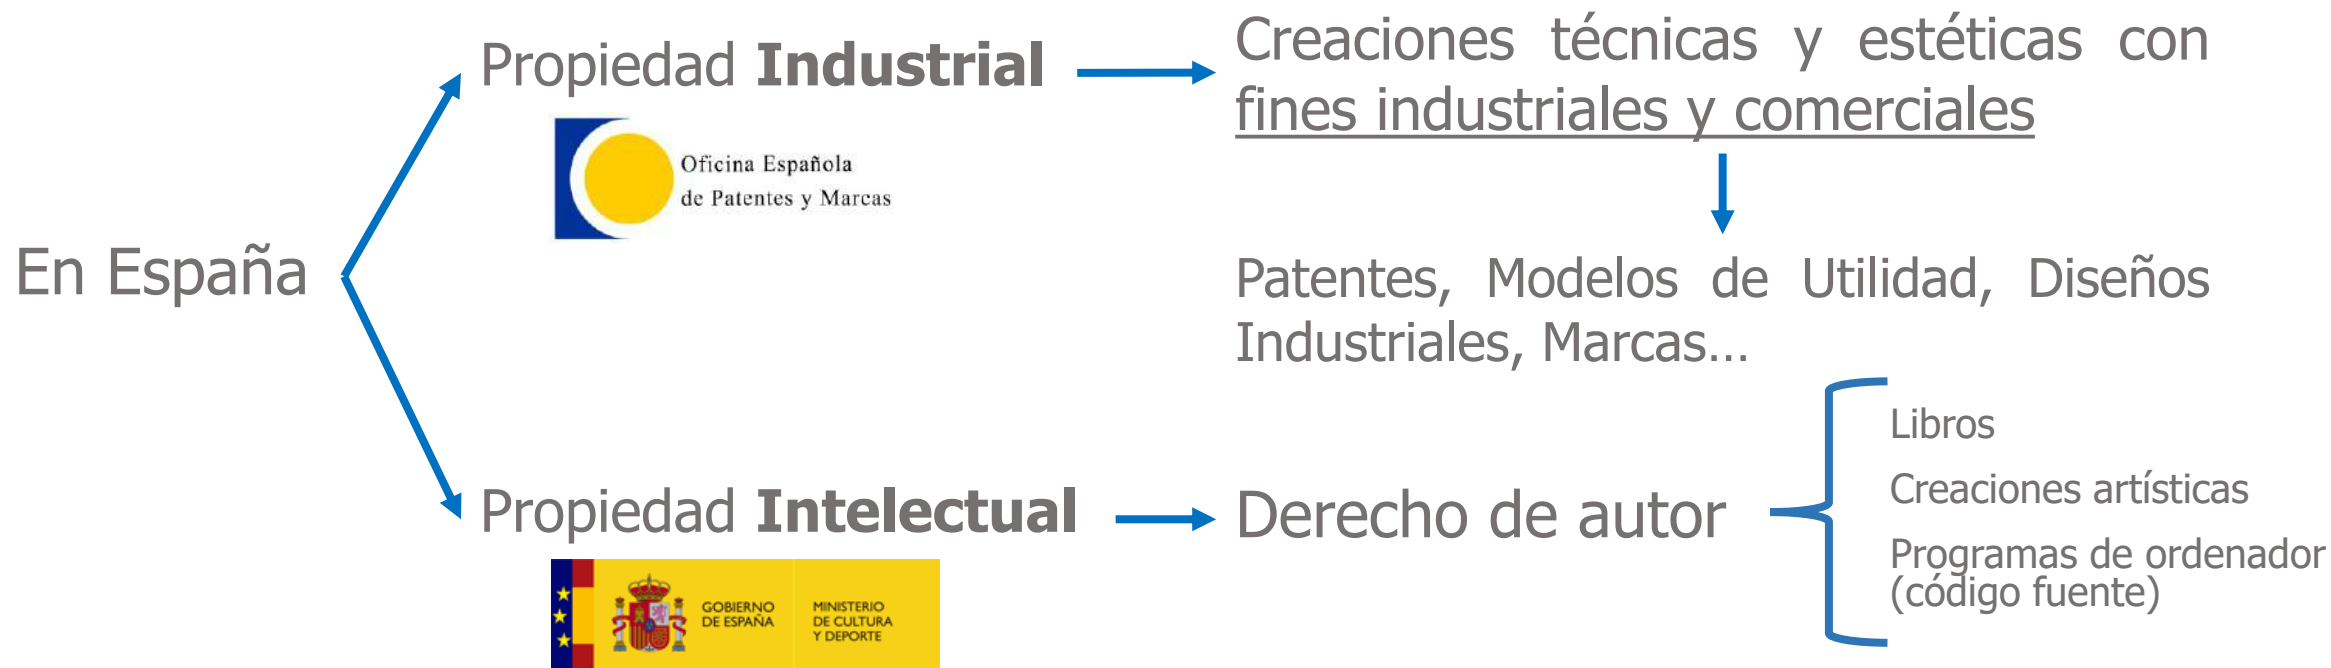 En España
Propiedad Industrial
Oficina Española
de Patentes y Marcas
Creaciones técnicas y estéticas con
fines industriales y comerciales
Patentes, Modelos de Utilidad, Diseños
Industriales, Marcas…
Propiedad Intelectual
GOBIERNO
DE ESPAÑA
MINISTERIO
DE CULTURA
Y DEPORTE
Derecho de autor
Libros
Creaciones artísticas
Programas de ordenador
(código fuente)